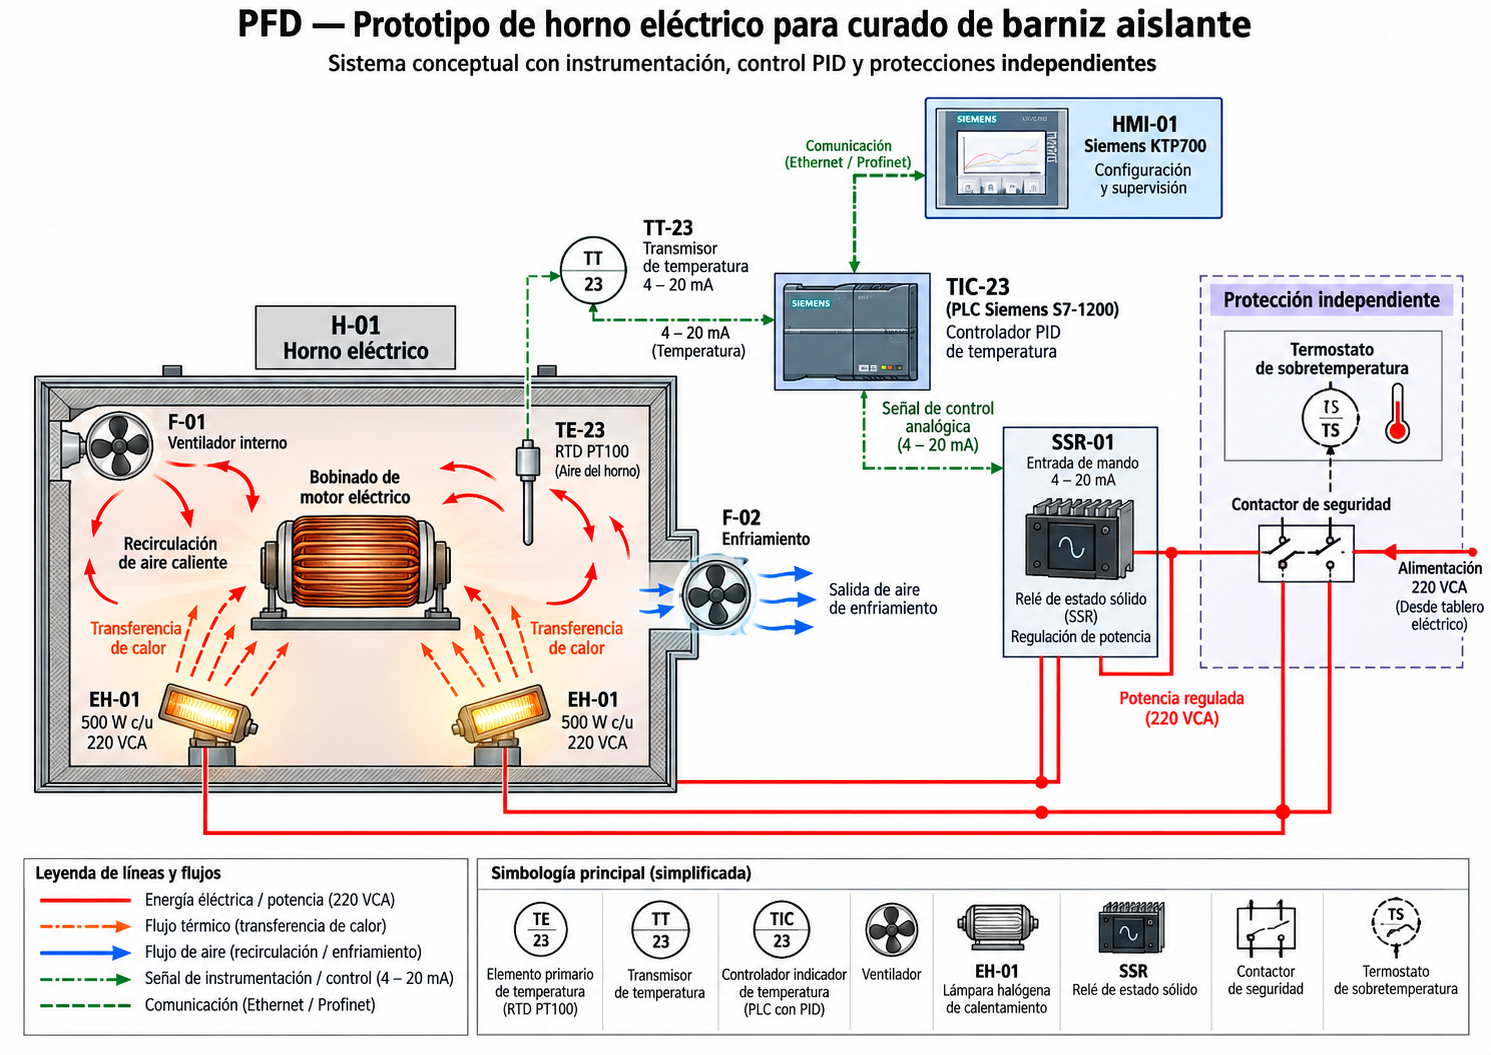 PFD — Prototipo de horno eléctrico para curado de barniz aislante
Sistema conceptual con instrumentación, control PID y protecciones independientes
SIEMENS
HMI-01
Siemens KTP700
Configuración
y supervisión
Comunicación
(Ethernet / Profinet)
TT-23
Transmisor
de temperatura
4 – 20 mA
TT
23
4 – 20 mA
(Temperatura)
SIEMENS
TIC-23
(PLC Siemens S7-1200)
Controlador PID
de temperatura
Protección independiente
Termostato
de sobretemperatura
TS
TS
Contactor de seguridad
Alimentación
220 VCA
(Desde tablero
eléctrico)
H-01
Horno eléctrico
F-01
Ventilador interno
TE-23
RTD PT100
(Aire del horno)
Bobinado de
motor eléctrico
Recirculación
de aire caliente
Señal de control
analógica
(4 – 20 mA)
SSR-01
Entrada de mando
4 – 20 mA
Relé de estado sólido
(SSR)
Regulación de potencia
F-02
Enfriamiento
Salida de aire
de enfriamiento
Transferencia
de calor
Transferencia
de calor
EH-01
500 W c/u
220 VCA
EH-01
500 W c/u
220 VCA
Potencia regulada
(220 VCA)
Leyenda de líneas y flujos
Energía éléctrica / potencia (220 VCA)
Flujo térmico (transferencia de calor)
Flujo de aire (recirculación / enfriamiento)
Señal de instrumentación / control (4 – 20 mA)
Comunicación (Ethernet / Profinet)
Simbología principal (simplificada)
TE
23
Elemento primario
de temperatura
(RTD PT100)
TT
23
Transmisor
de temperatura
TIC
23
Controlador indicador
de temperatura
(PLC con PID)
Ventilador
EH-01
Lámpara halógena
de calentamiento
SSR
Relé de estado sólido
Contactor
de seguridad
TS
Termostato
de sobretemperatura